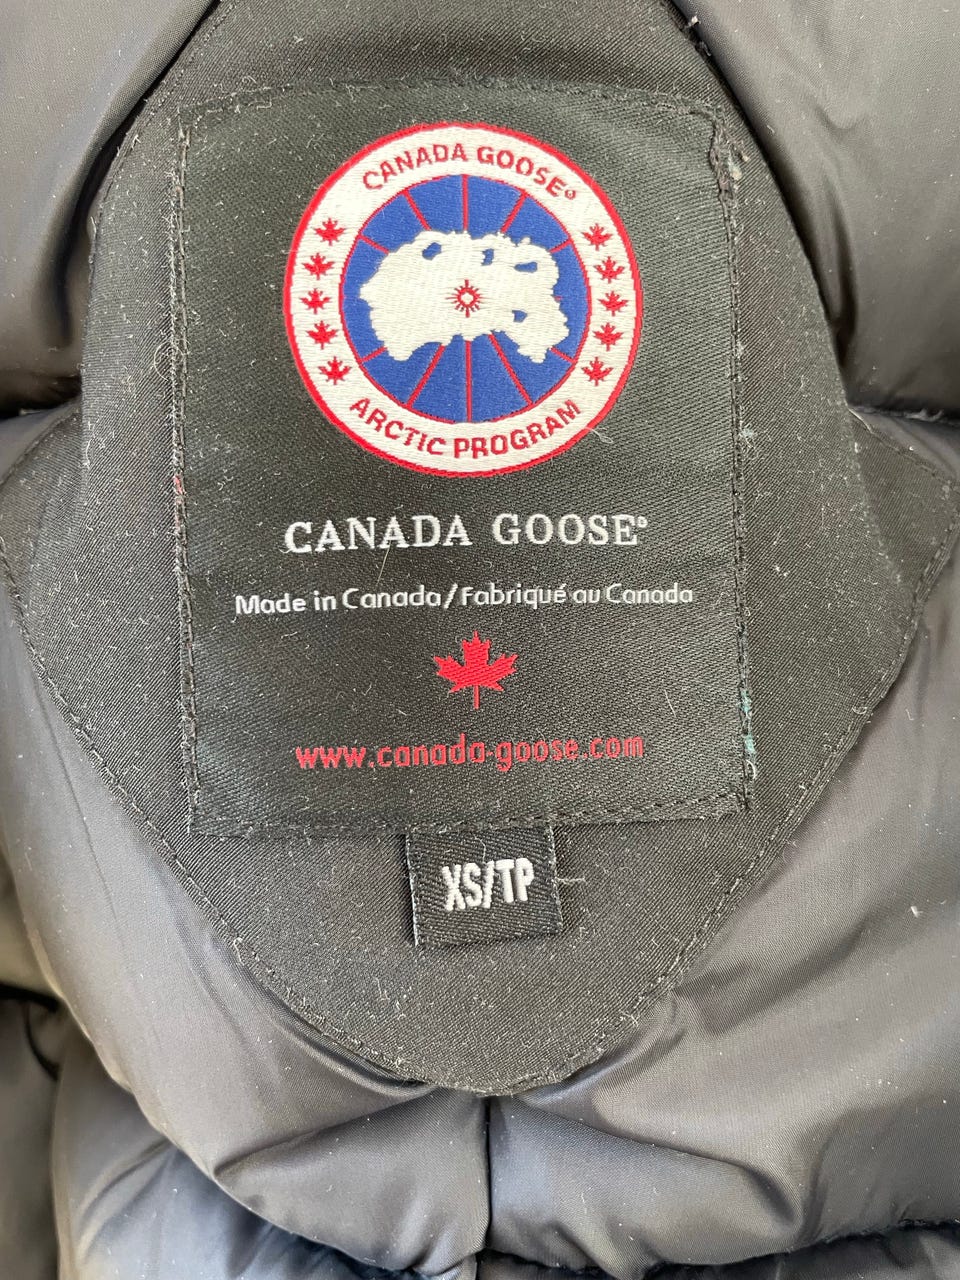 CANADA GOOSE®
ARCTIC PROGRAM
CANADA GOOSE®
Made in Canada/Fabriqué au Canada
www.canada-goose.com
XS/TP